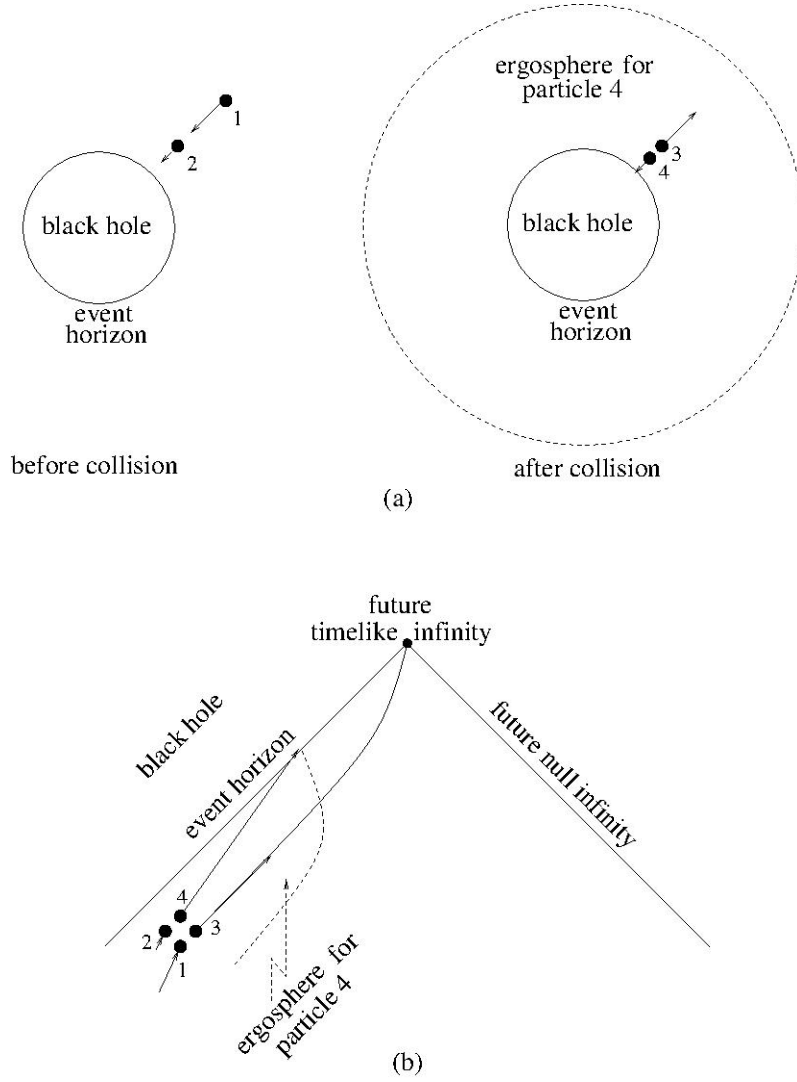 1
2
black hole
event
horizon
before collision
ergosphere for
particle 4
3
4
black hole
event
horizon
after collision
(a)
future
timelike infinity
black hole
event horizon
future null infinity
4
2
3
1
ergosphere for
particle 4
(b)